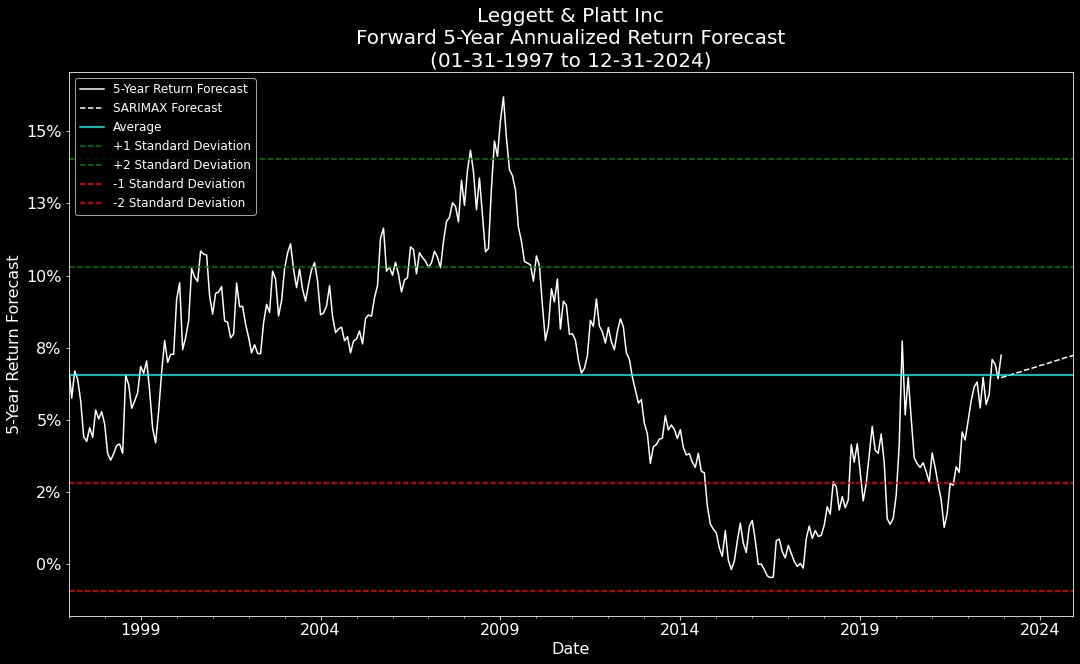 Leggett & Platt Inc
Forward 5-Year Annualized Return Forecast
(01-31-1997 to 12-31-2024)
5-Year Return Forecast
SARIMAX Forecast
Average
+1 Standard Deviation
+2 Standard Deviation
-1 Standard Deviation
-2 Standard Deviation
15%
13%
10%
8%
5%
2%
0%
5-Year Return Forecast
1999 2004 2009 2014 2019 2024
Date